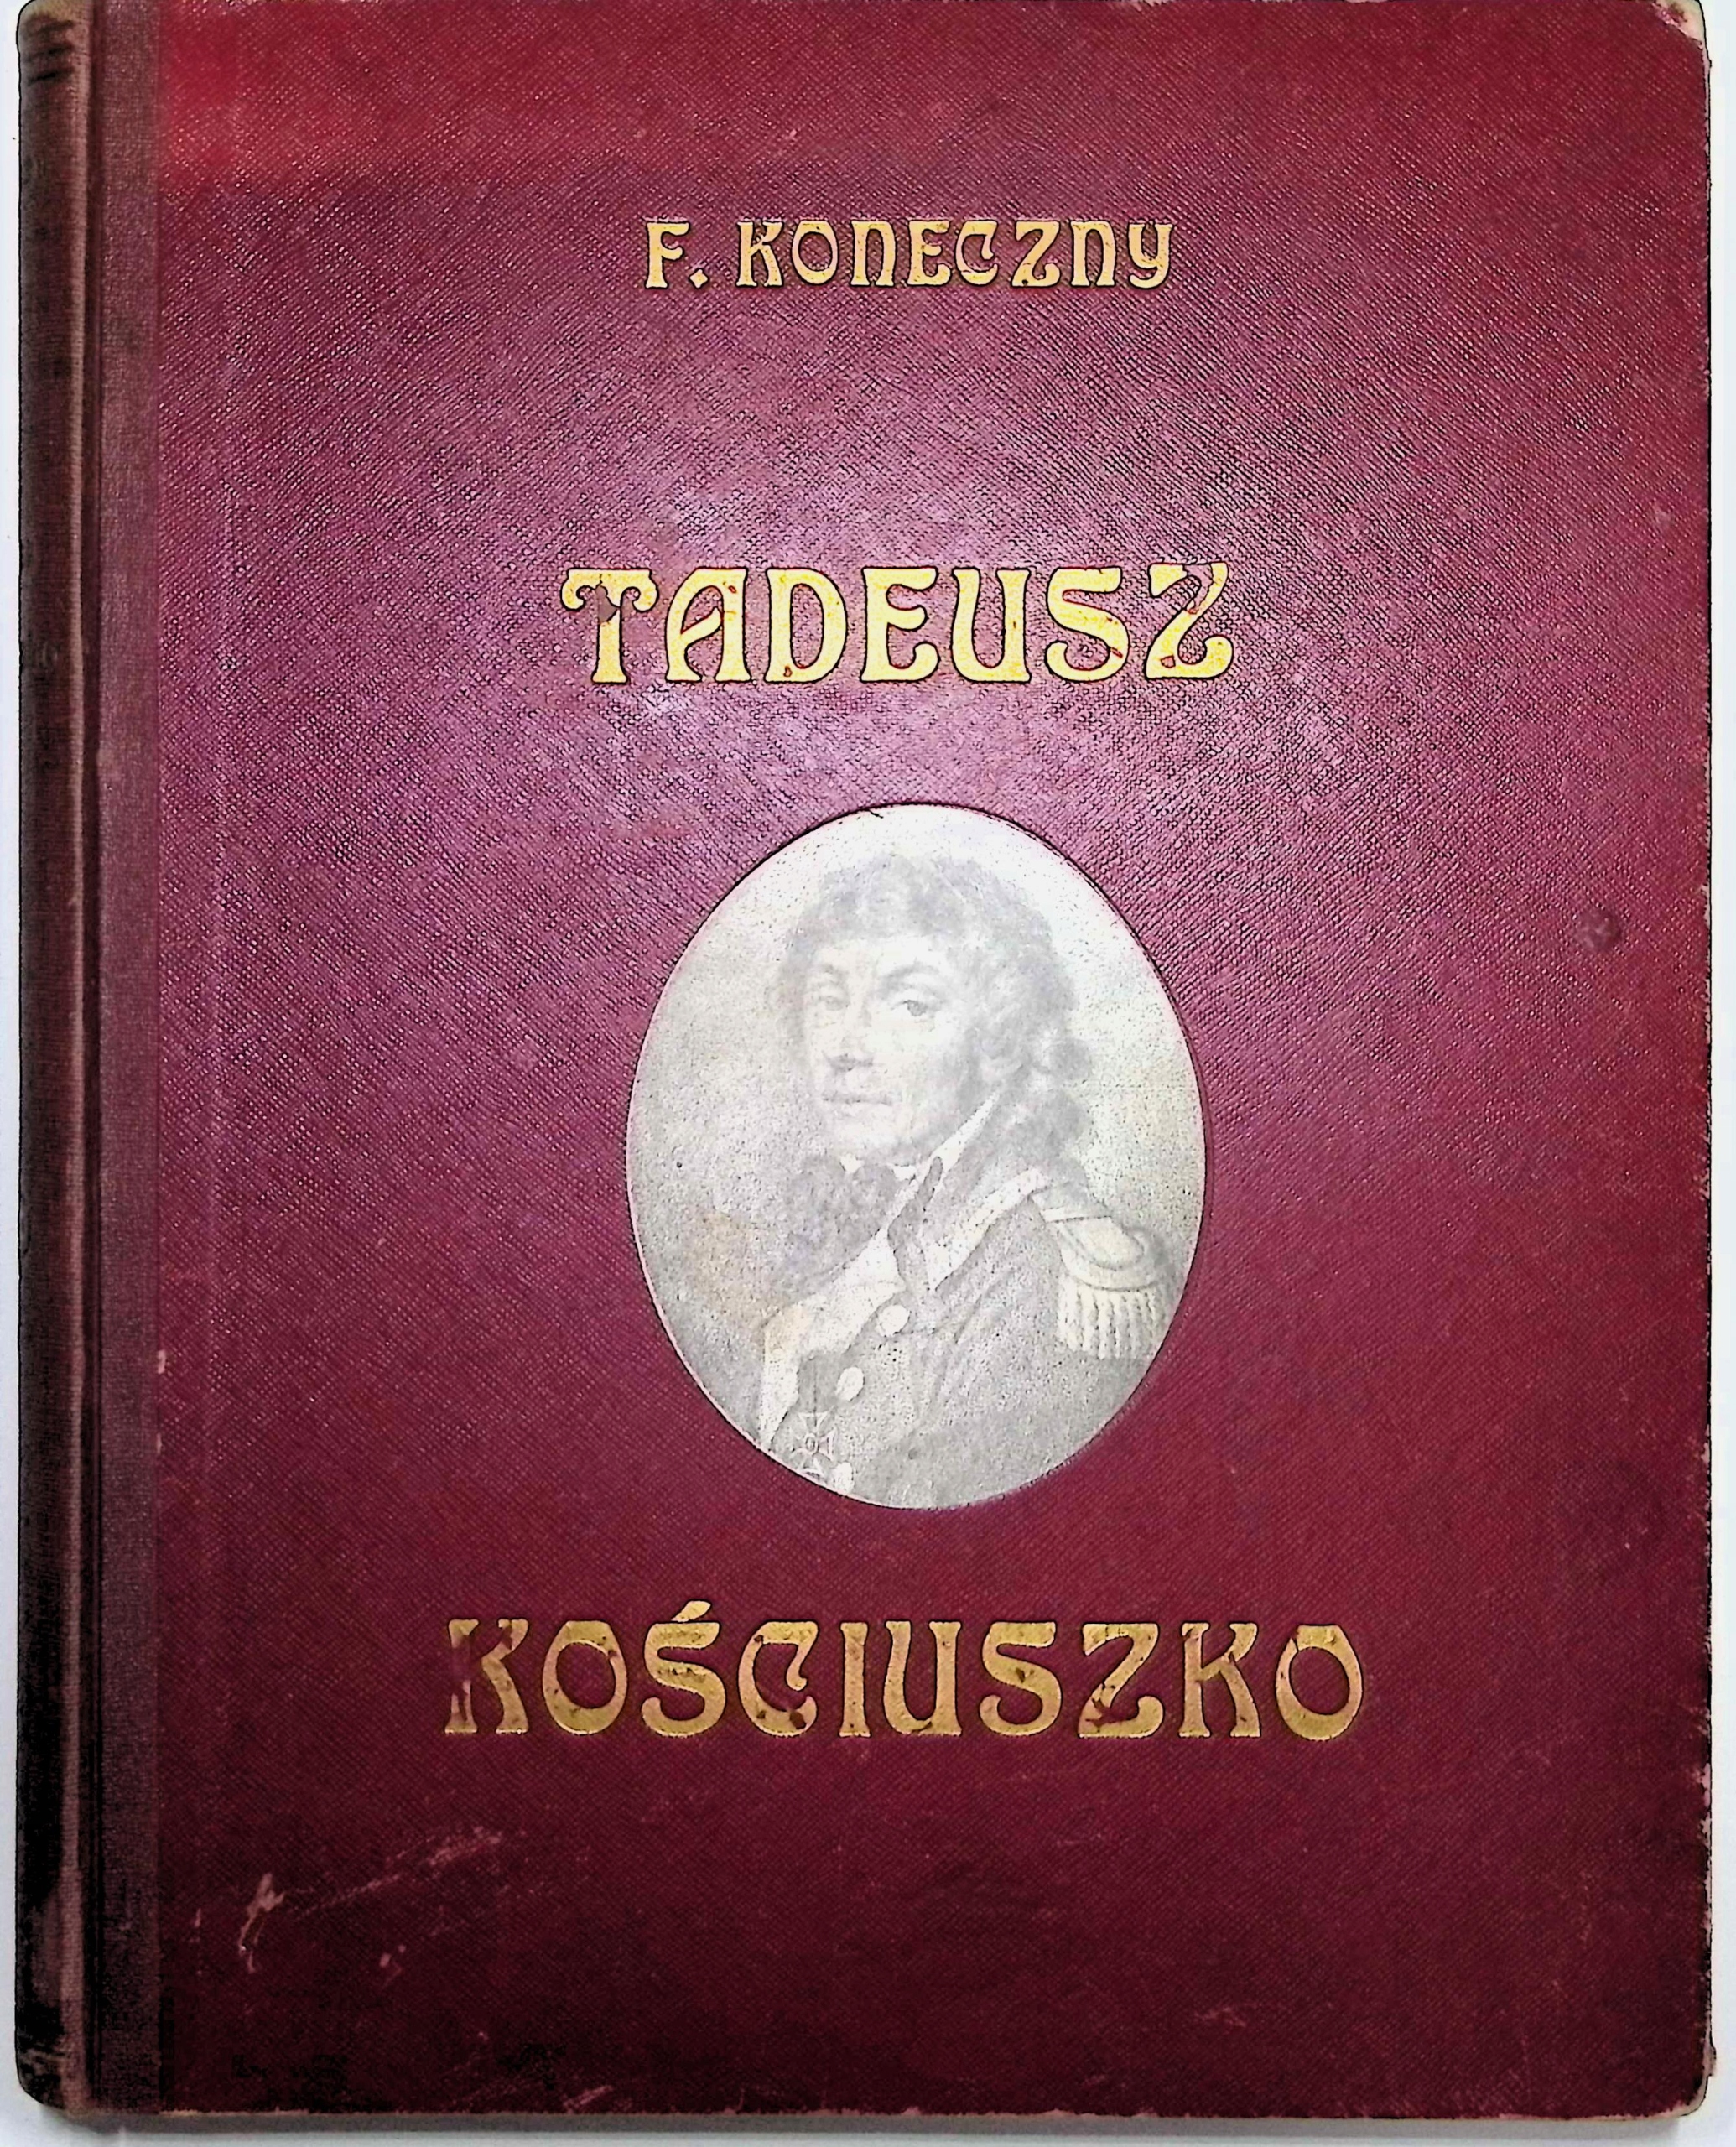 F. KONECZNY
TADEUSZ
KOŚCIUSZKO